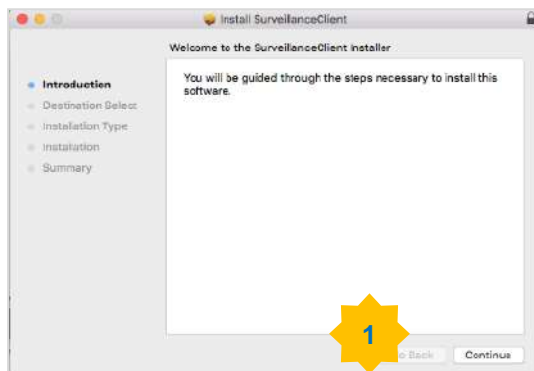 Install SurveillanceClient
Welcome to the SurveillanceClient Installer
Introduction
Destination Select
Installation Type
Installation
Summary
You will be guided through the steps necessary to install this
software.
1
Back
Continue